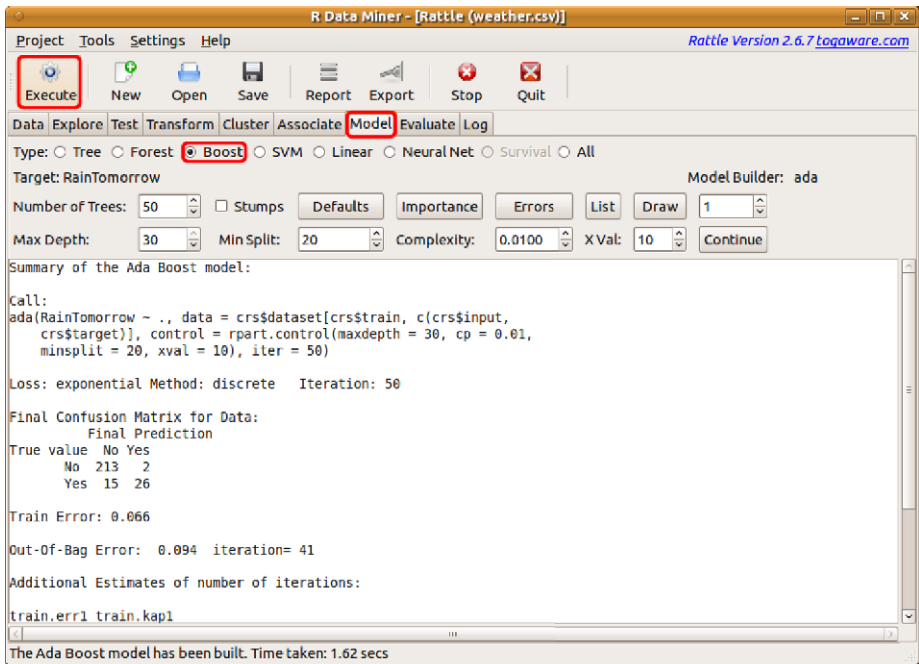 R Data Miner - [Rattle (weather.csv)]
Project Tools Settings Help Rattle Version 2.6.7 togaware.com
Execute New Open Save Report Export Stop Quit
Data Explore Test Transform Cluster Associate Model Evaluate Log
Type: Tree Forest Boost SVM Linear Neural Net Survival All
Target: RainTomorrow Model Builder: ada
Number of Trees: 50 Stumps Defaults Importance Errors List Draw 1
Max Depth: 30 Min Split: 20 Complexity: 0.0100 X Val: 10 Continue
Summary of the Ada Boost model:
Call:
ada(RainTomorrow ~ ., data = crs$dataset[crs$train, c(crs$input,
crs$target)], control = rpart.control(maxdepth = 30, cp = 0.01,
minsplit = 20, xval = 10), iter = 50)
Loss: exponential Method: discrete Iteration: 50
Final Confusion Matrix for Data:
Final Prediction
True value No Yes
No 213 2
Yes 15 26
Train Error: 0.066
Out-Of-Bag Error: 0.094 iteration= 41
Additional Estimates of number of iterations:
train.err1 train.kap1
The Ada Boost model has been built. Time taken: 1.62 secs